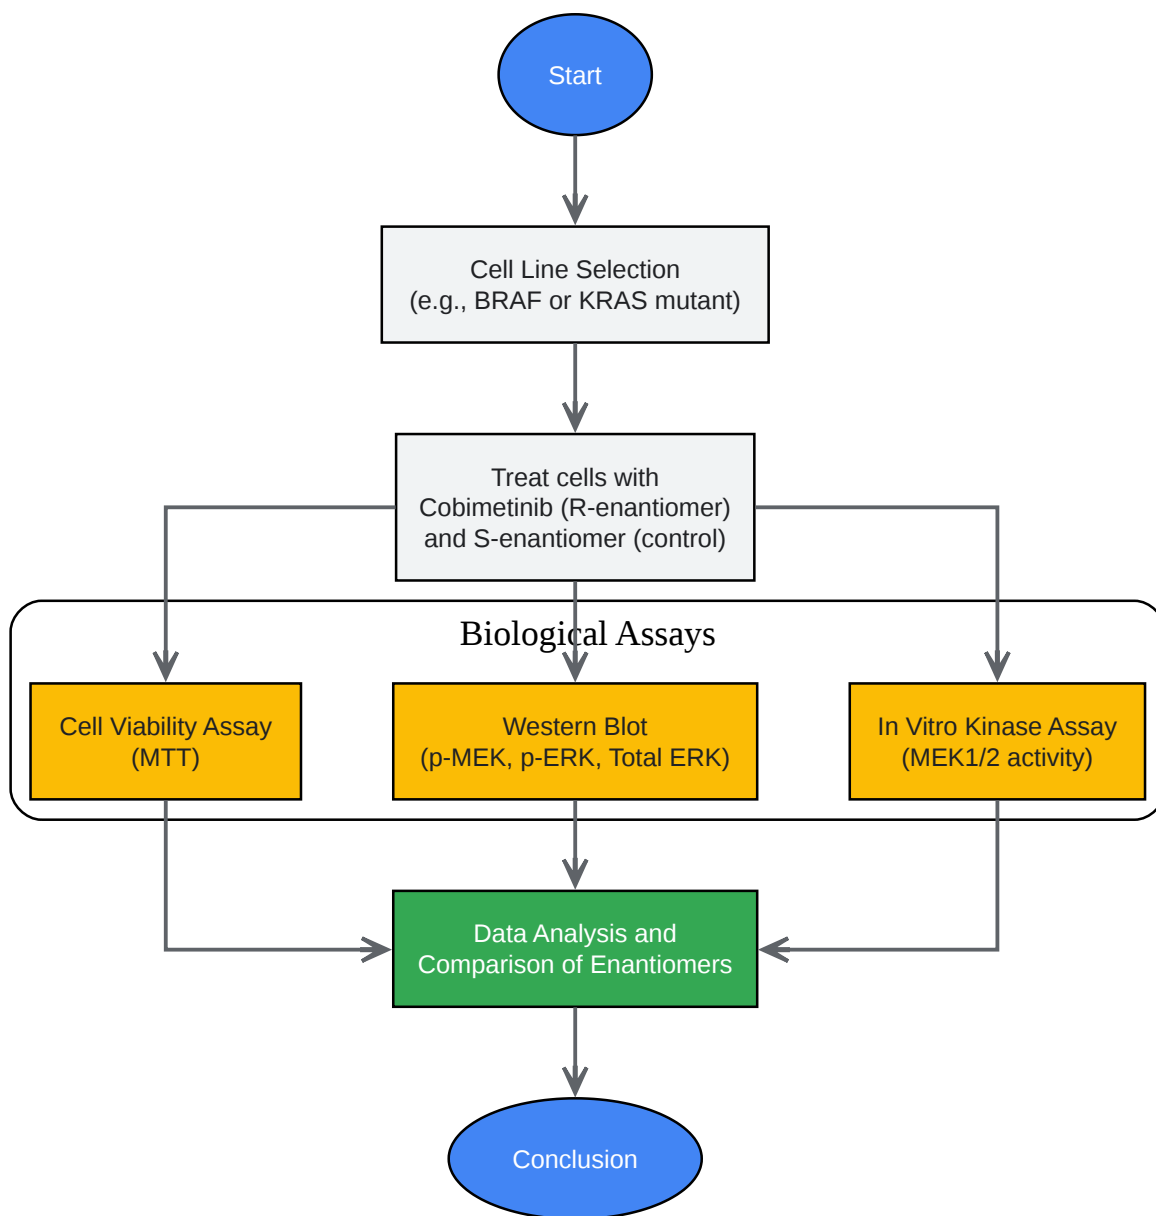 Start
Cell Line Selection
(e.g., BRAF or KRAS mutant)
Treat cells with
Cobimetinib (R-enantiomer)
and S-enantiomer (control)
Biological Assays
Cell Viability Assay
(MTT)
Western Blot
(p-MEK, p-ERK, Total ERK)
In Vitro Kinase Assay
(MEK1/2 activity)
Data Analysis and
Comparison of Enantiomers
Conclusion